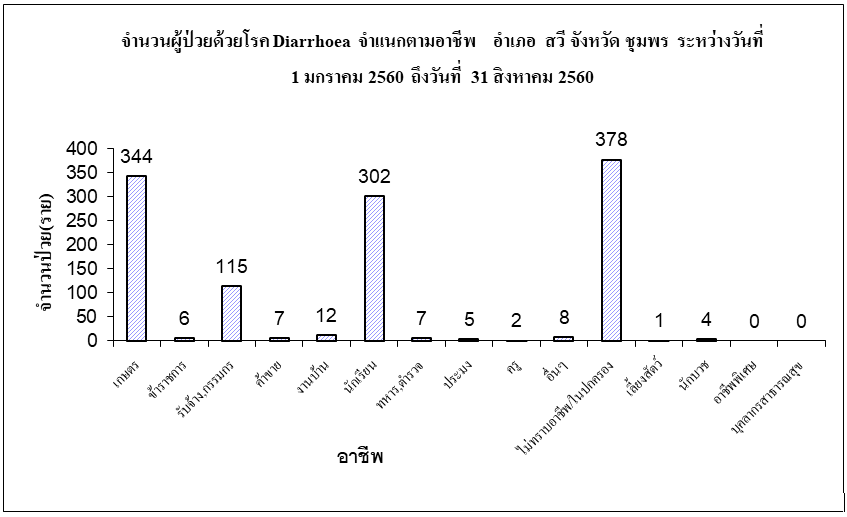 จำนวนผู้ป่วยด้วยโรค Diarrhoea จำแนกตามอาชีพ อำเภอ สวี จังหวัด ชุมพร ระหว่างวันที่
1 มกราคม 2560 ถึงวันที่ 31 สิงหาคม 2560
จำนวนป่วย(ราย)
400
350
300
250
200
150
100
50
0
344
6
115
7
12
302
7
5
2
8
378
1
4
0
0
เกษตร
ข้าราชการ
รับจ้าง,กรรมกร
ค้าขาย
งานบ้าน
นักเรียน
ทหาร,ตำรวจ
ประมง
ครู
อื่นๆ
ไม่ทราบอาชีพ/ในปกครอง
เลี้ยงสัตว์
นักบวช
อาชีพพิเศษ
บุคลากรสาธารณสุข
อาชีพ